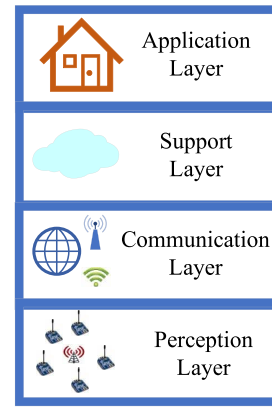 Application
Layer
Support
Layer
Communication
Layer
Perception
Layer